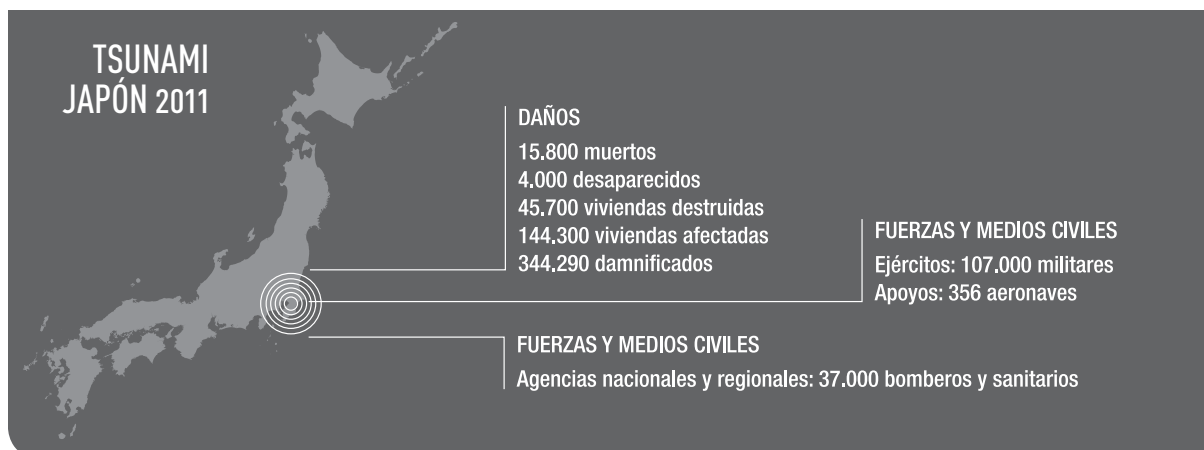 TSUNAMI
JAPÓN 2011
DAÑOS
15.800 muertos
4.000 desaparecidos
45.700 viviendas destruidas
144.300 viviendas afectadas
344.290 damnificados
FUERZAS Y MEDIOS CIVILES
Ejércitos: 107.000 militares
Apoyos: 356 aeronaves
FUERZAS Y MEDIOS CIVILES
Agencias nacionales y regionales: 37.000 bomberos y sanitarios